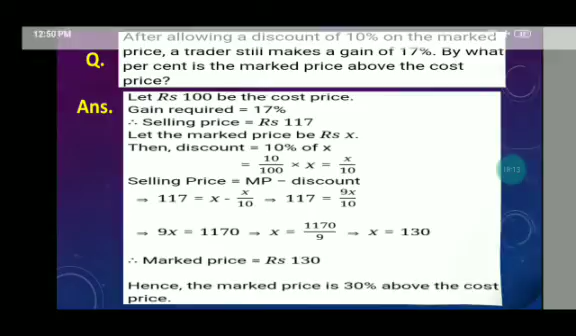 12:50 PM
After allowing a discount of 10% on the marked
price, a trader still makes a gain of 17%. By what
Q. per cent is the marked price above the cost
price?
Ans. Let Rs 100 be the cost price.
Gain required = 17%
∴ Selling price = Rs 117
Let the marked price be Rs x.
Then, discount = 10% of x
= 10/100 × x = x/10
Selling Price = MP − discount
⇒ 117 = x - x/10 ⇒ 117 = 9x/10
⇒ 9x = 1170 ⇒ x = 1170/9 ⇒ x = 130
∴ Marked price = Rs 130
Hence, the marked price is 30% above the cost
price.